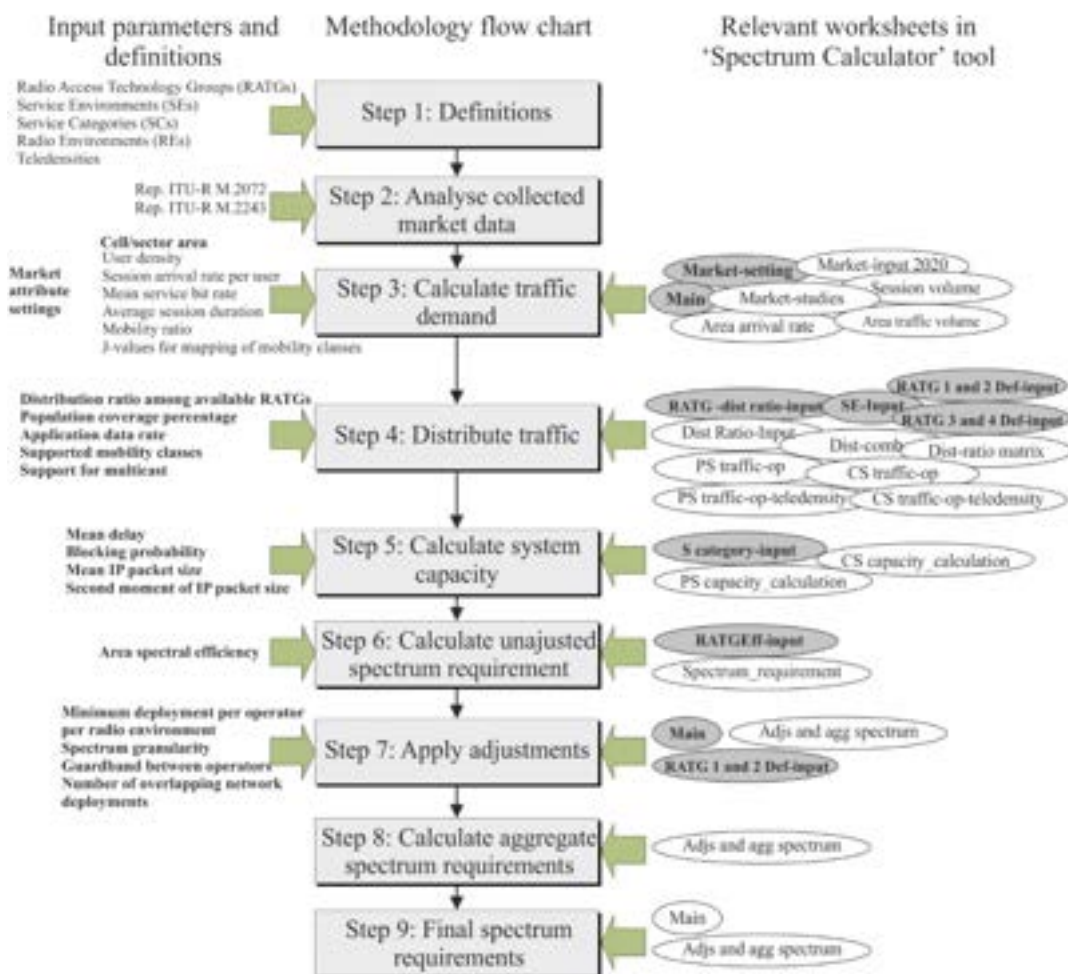 Input parameters and
definitions
Methodology flow chart
Relevant worksheets in
‘Spectrum Calculator’ tool
Radio Access Technology Groups (RATGs)
Service Environments (SEs)
Service Categories (SCs)
Radio Environments (REs)
Teledensities
Step 1: Definitions
Rep. ITU-R M.2072
Rep. ITU-R M.2243
Step 2: Analyse collected
market data
Market
attribute
settings
Cell/sector area
User density
Session arrival rate per user
Mean service bit rate
Average session duration
Mobility ratio
J-values for mapping of mobility classes
Step 3: Calculate traffic
demand
Market-setting
Market-input 2020
Main
Market-studies
Session volume
Area arrival rate
Area traffic volume
Distribution ratio among available RATGs
Population coverage percentage
Application data rate
Supported mobility classes
Support for multicast
Step 4: Distribute traffic
RATG 1 and 2 Def-input
RATG -dist ratio-input
SE-Input
RATG 3 and 4 Def-input
Dist Ratio-Input
Dist-comb
Dist-ratio matrix
PS traffic-op
CS traffic-op
PS traffic-op-teledensity
CS traffic-op-teledensity
Mean delay
Blocking probability
Mean IP packet size
Second moment of IP packet size
Step 5: Calculate system
capacity
S category-input
CS capacity_calculation
PS capacity_calculation
Area spectral efficiency
Step 6: Calculate unajusted
spectrum requirement
RATGEff-input
Spectrum_requirement
Minimum deployment per operator
per radio environment
Spectrum granularity
Guardband between operators
Number of overlapping network
deployments
Step 7: Apply adjustments
Main
Adjs and agg spectrum
RATG 1 and 2 Def-input
Step 8: Calculate aggregate
spectrum requirements
Adjs and agg spectrum
Step 9: Final spectrum
requirements
Main
Adjs and agg spectrum